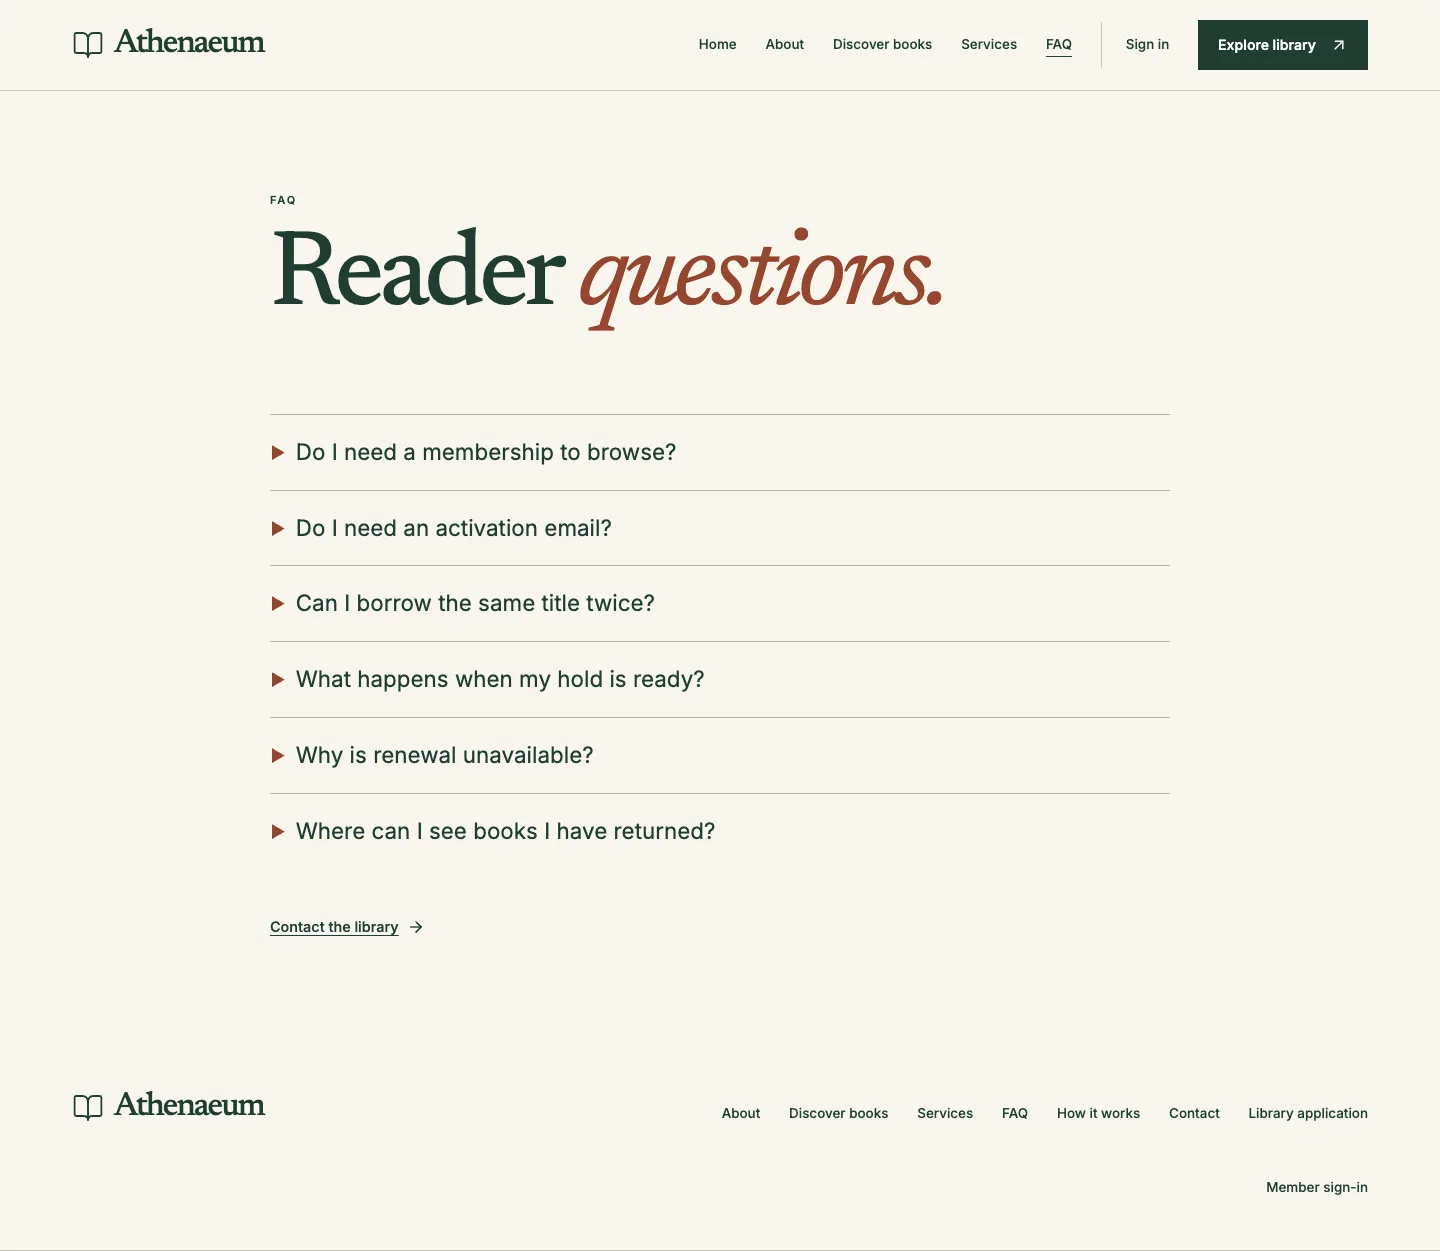 Athenaeum
Home About Discover books Services FAQ Sign in Explore library
FAQ
Reader questions.
Do I need a membership to browse?
Do I need an activation email?
Can I borrow the same title twice?
What happens when my hold is ready?
Why is renewal unavailable?
Where can I see books I have returned?
Contact the library
Athenaeum
About Discover books Services FAQ How it works Contact Library application
Member sign-in